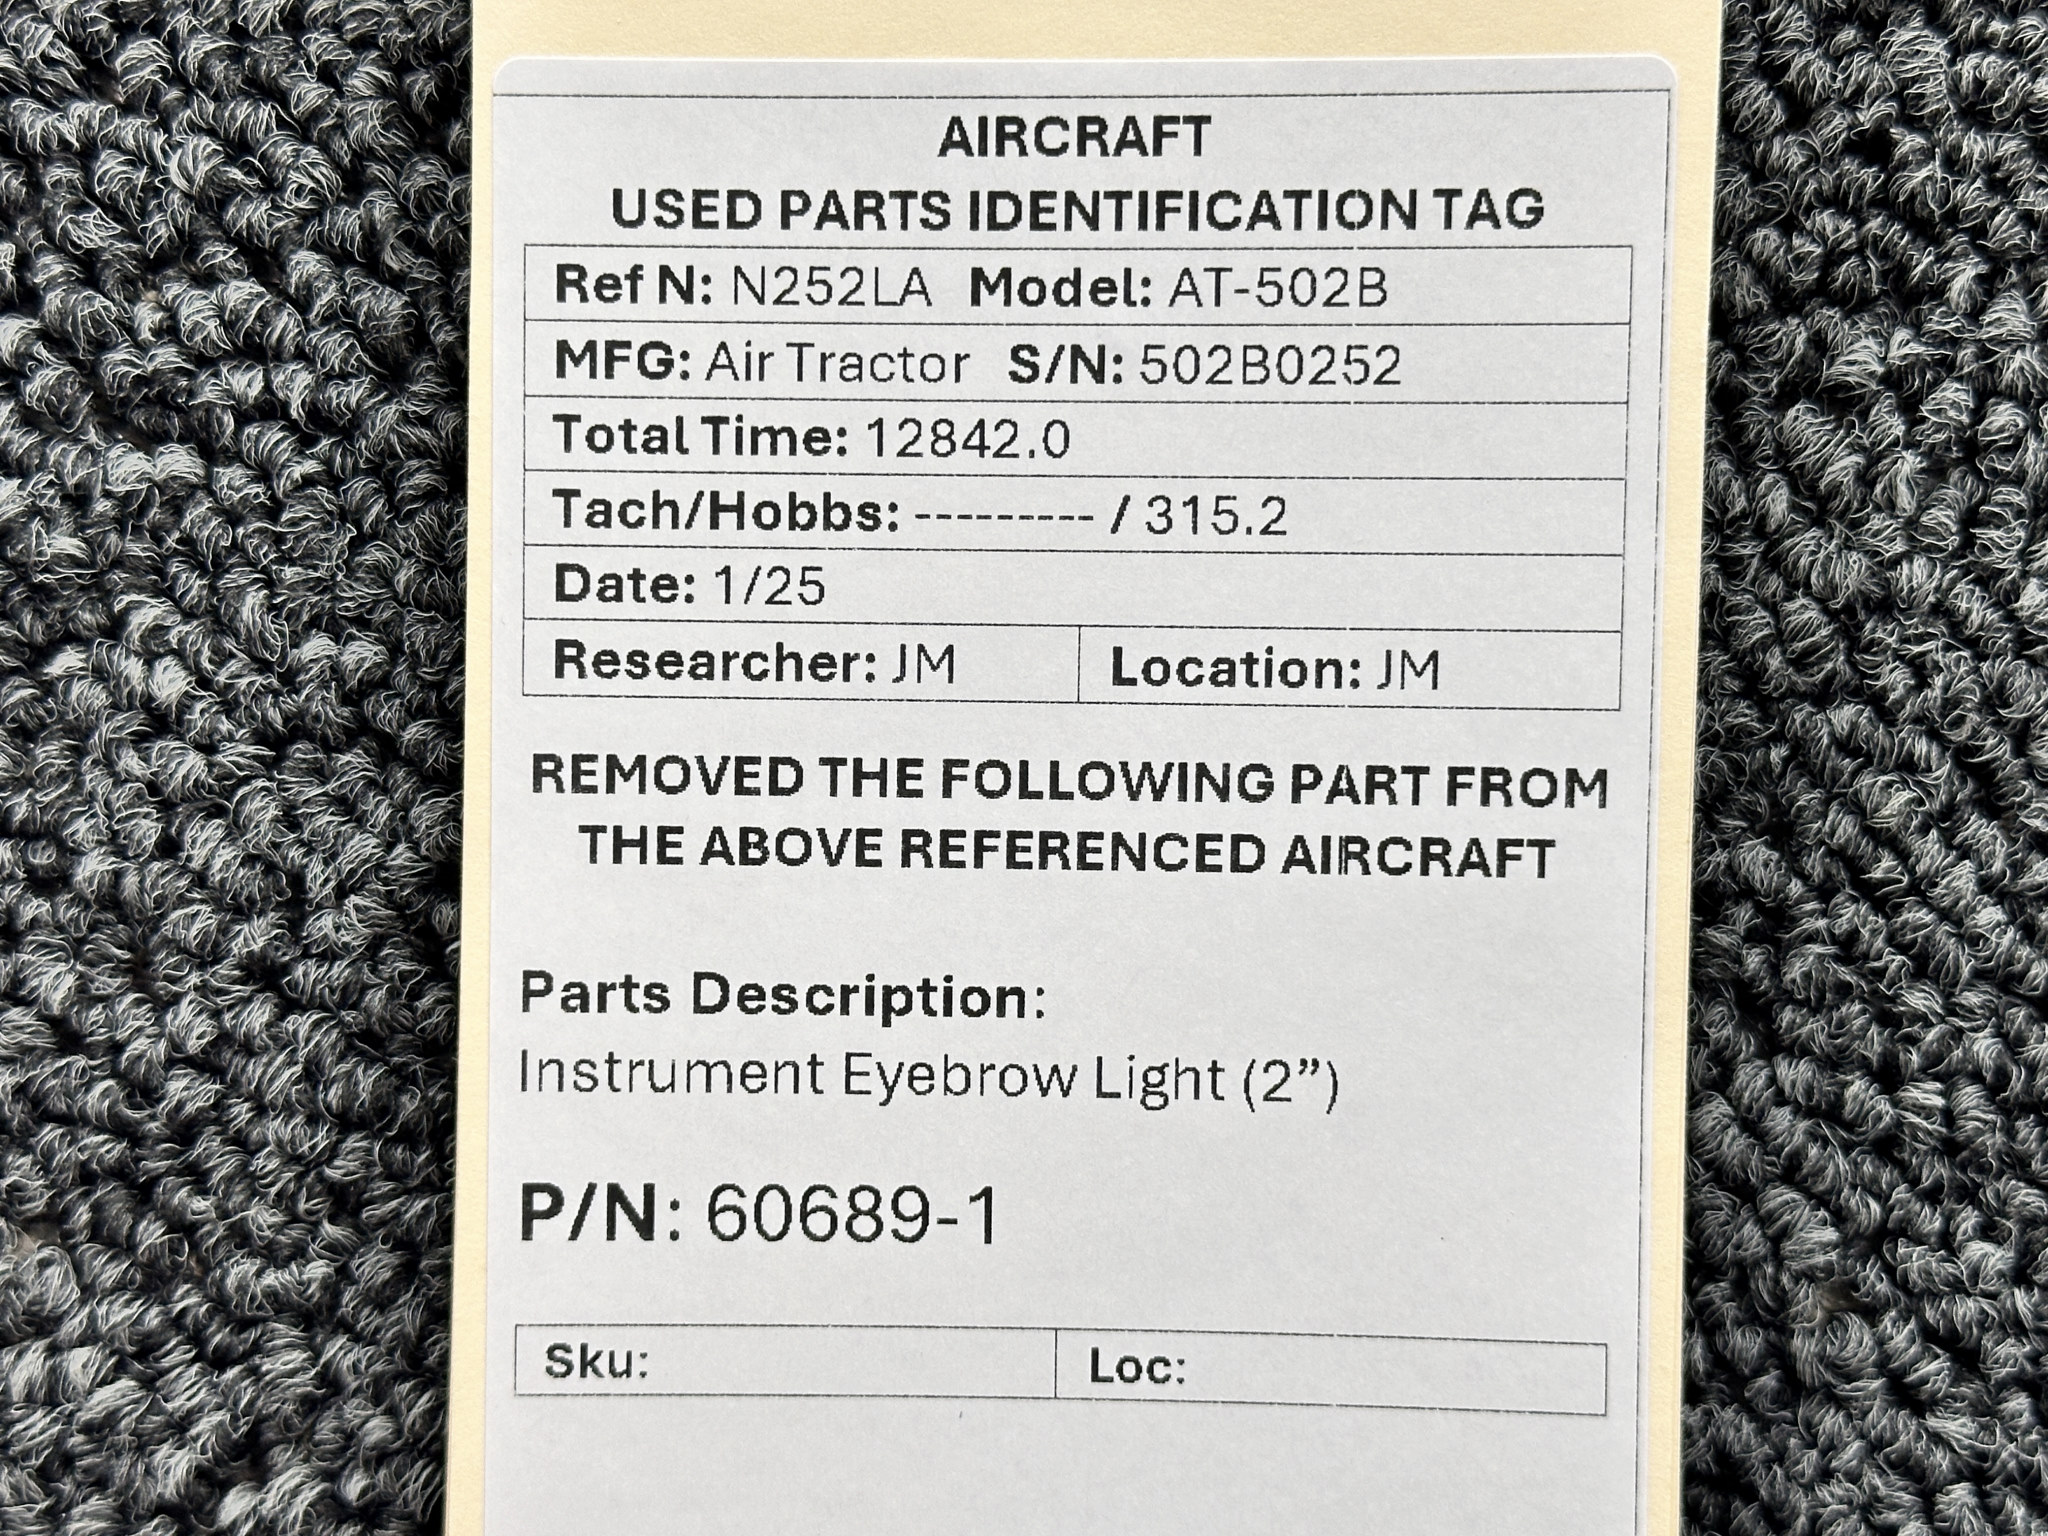 AIRCRAFT
USED PARTS IDENTIFICATION TAG
Ref N: N252LA Model: AT-502B
MFG: Air Tractor S/N: 502B0252
Total Time: 12842.0
Tach/Hobbs: --------- / 315.2
Date: 1/25
Researcher: JM Location: JM
REMOVED THE FOLLOWING PART FROM
THE ABOVE REFERENCED AIRCRAFT
Parts Description:
Instrument Eyebrow Light (2”)
P/N: 60689-1
Sku: Loc: